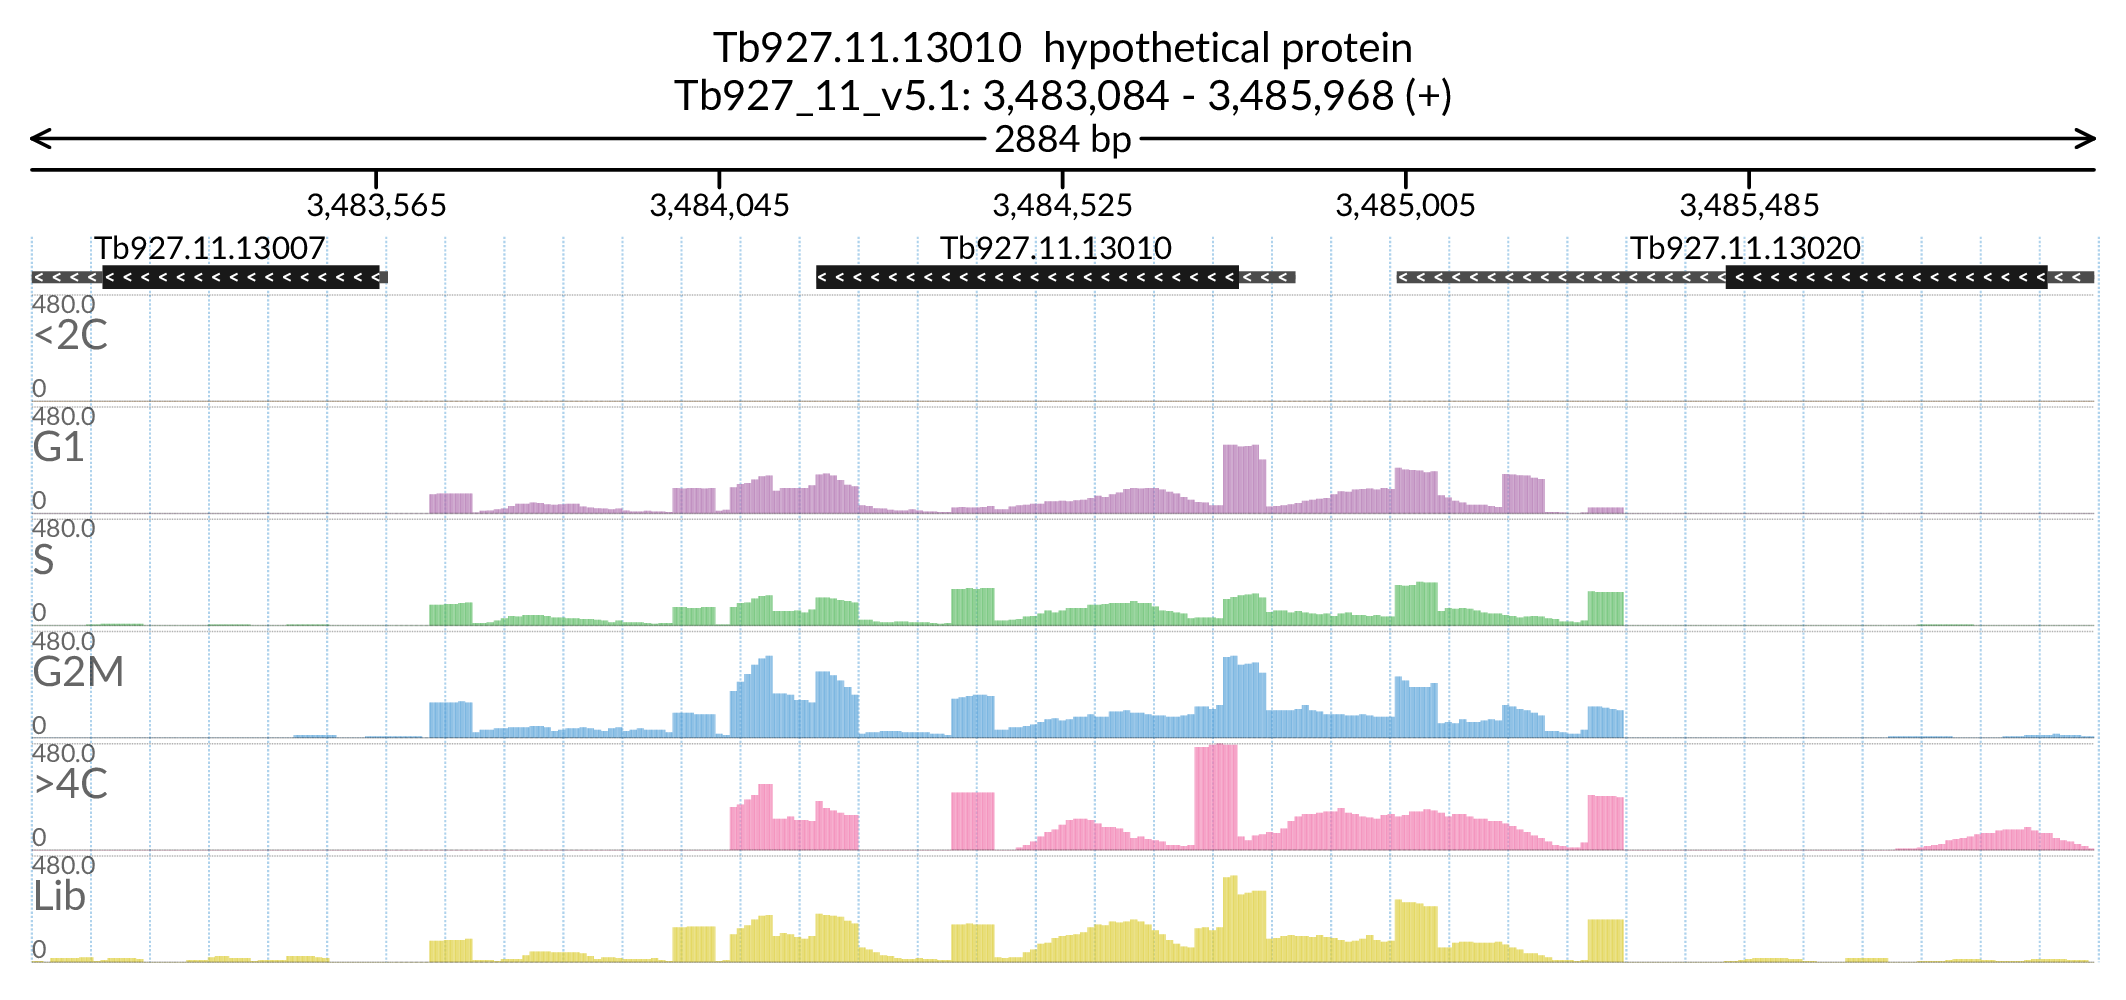 Tb927.11.13010 hypothetical protein
Tb927_11_v5.1: 3,483,084 - 3,485,968 (+)
2884 bp
3,483,565 3,484,045 3,484,525 3,485,005 3,485,485
Tb927.11.13007 Tb927.11.13010 Tb927.11.13020
480.0
<2C
0
480.0
G1
0
480.0
S
0
480.0
G2M
0
480.0
>4C
0
480.0
Lib
0